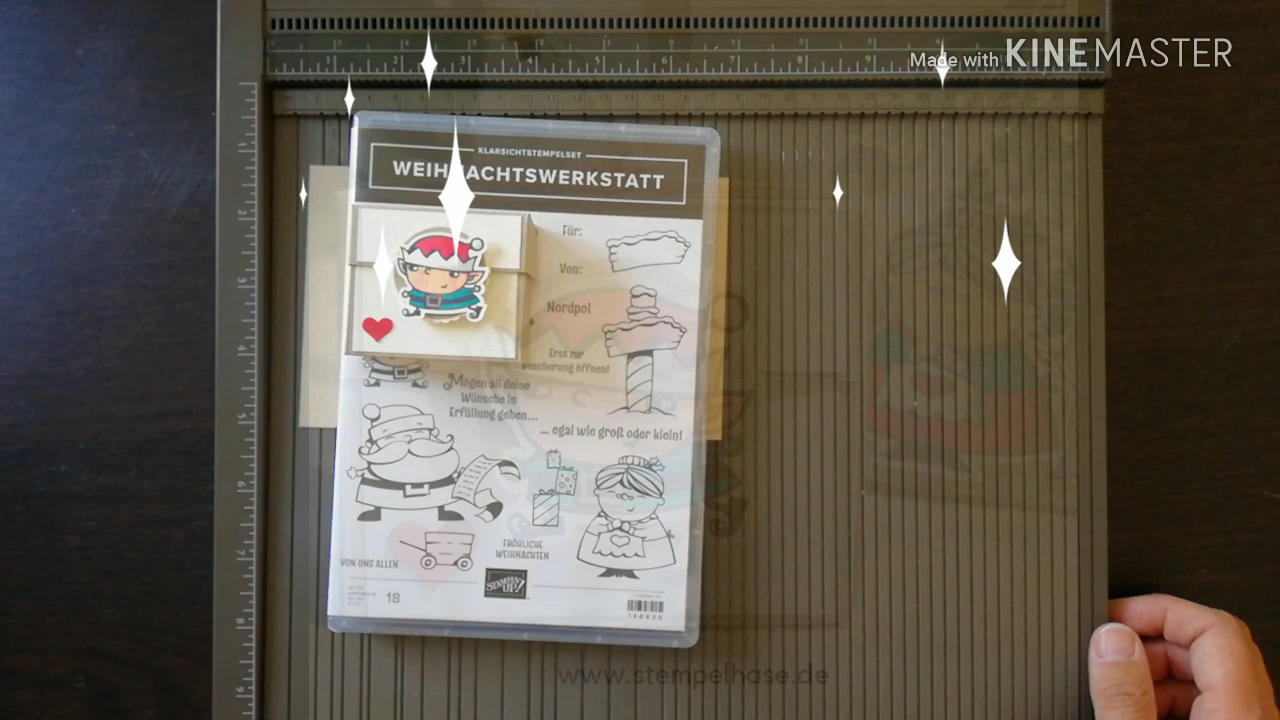 Made with KINEMASTER
KLARSICHTSTEMPELSET
WEIHNACHTSWERKSTATT
Für:
Von:
Nordpol
Erst zur
Bescherung öffnen!
Mögen all deine
Wünsche in
Erfüllung gehen...
... egal wie groß oder klein!
FRÖHLICHE
WEIHNACHTEN
VON UNS ALLEN
STAMPIN' UP!
18
www.stempelhase.de